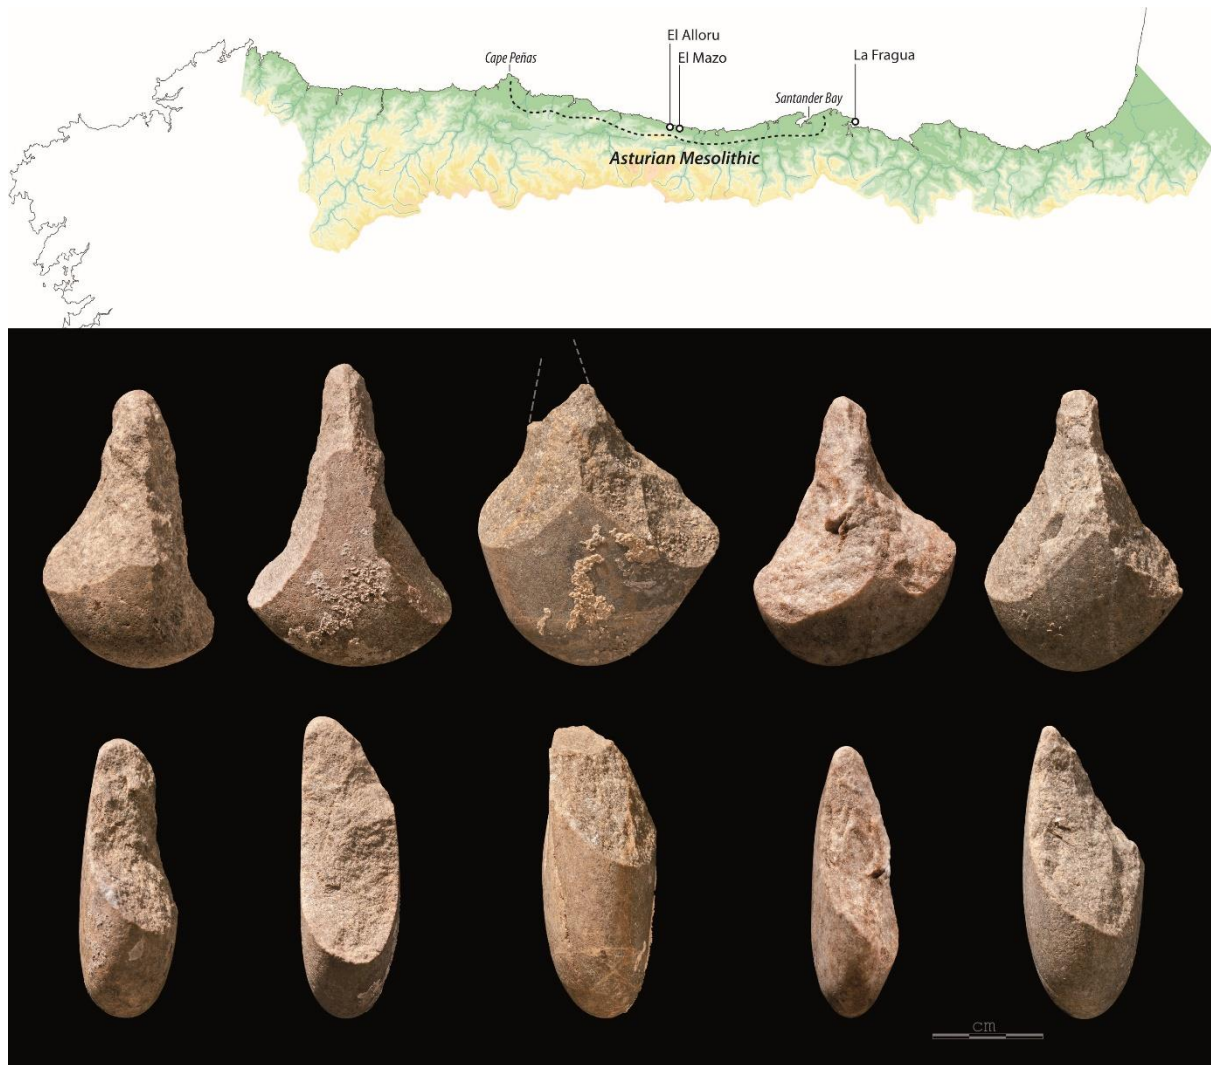 El Alloru
El Mazo
La Fragua
Cape Peñas
Santander Bay
Asturian Mesolithic
cm